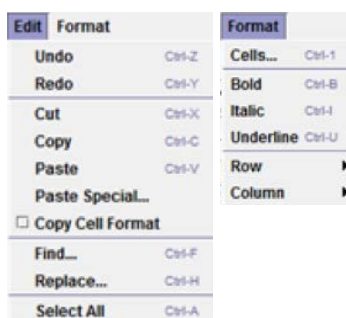 Edit Format
Undo Ctrl-Z
Redo Ctrl-Y
Cut Ctrl-X
Copy Ctrl-C
Paste Ctrl-V
Paste Special...
Copy Cell Format
Find... Ctrl-F
Replace... Ctrl-H
Select All Ctrl-A
Format
Cells... Ctrl-1
Bold Ctrl-B
Italic Ctrl-I
Underline Ctrl-U
Row
Column